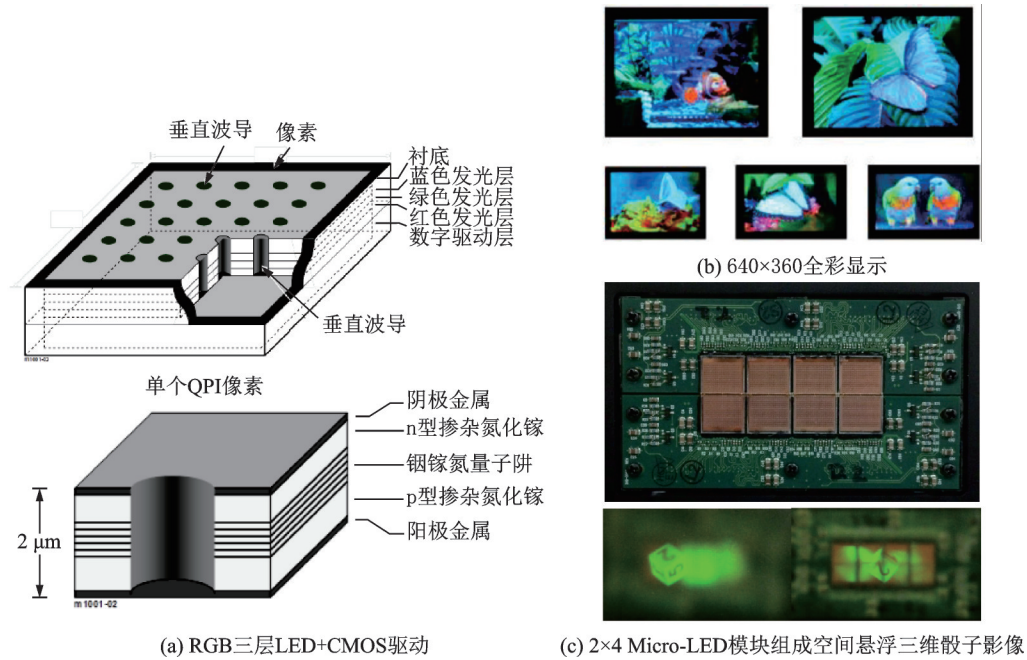 垂直波导
像素
衬底
蓝色发光层
绿色发光层
红色发光层
数字驱动层
垂直波导
m1001-02
单个QPI像素
阴极金属
n型掺杂氮化镓
铟镓氮量子阱
p型掺杂氮化镓
阳极金属
2 μm
m 1001-02
(a) RGB三层LED+CMOS驱动
(b) 640×360全彩显示
(c) 2×4 Micro-LED模块组成空间悬浮三维骰子影像